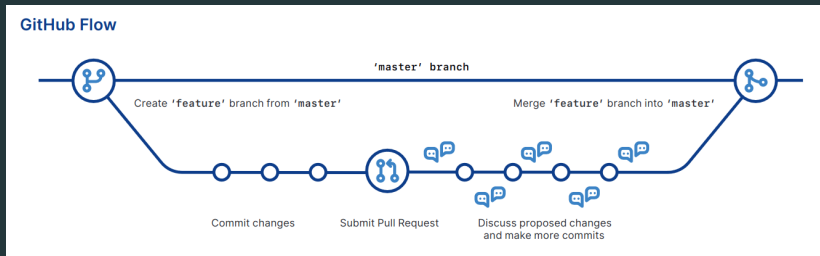 GitHub Flow
‘master’ branch
Create ‘feature’ branch from ‘master’
Merge ‘feature’ branch into ‘master’
Commit changes
Submit Pull Request
Discuss proposed changes
and make more commits